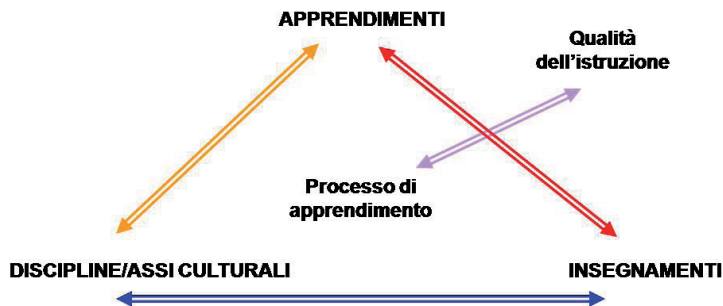 APPRENDIMENTI
Qualità
dell'istruzione
Processo di
apprendimento
DISCIPLINE/ASSI CULTURALI
INSEGNAMENTI